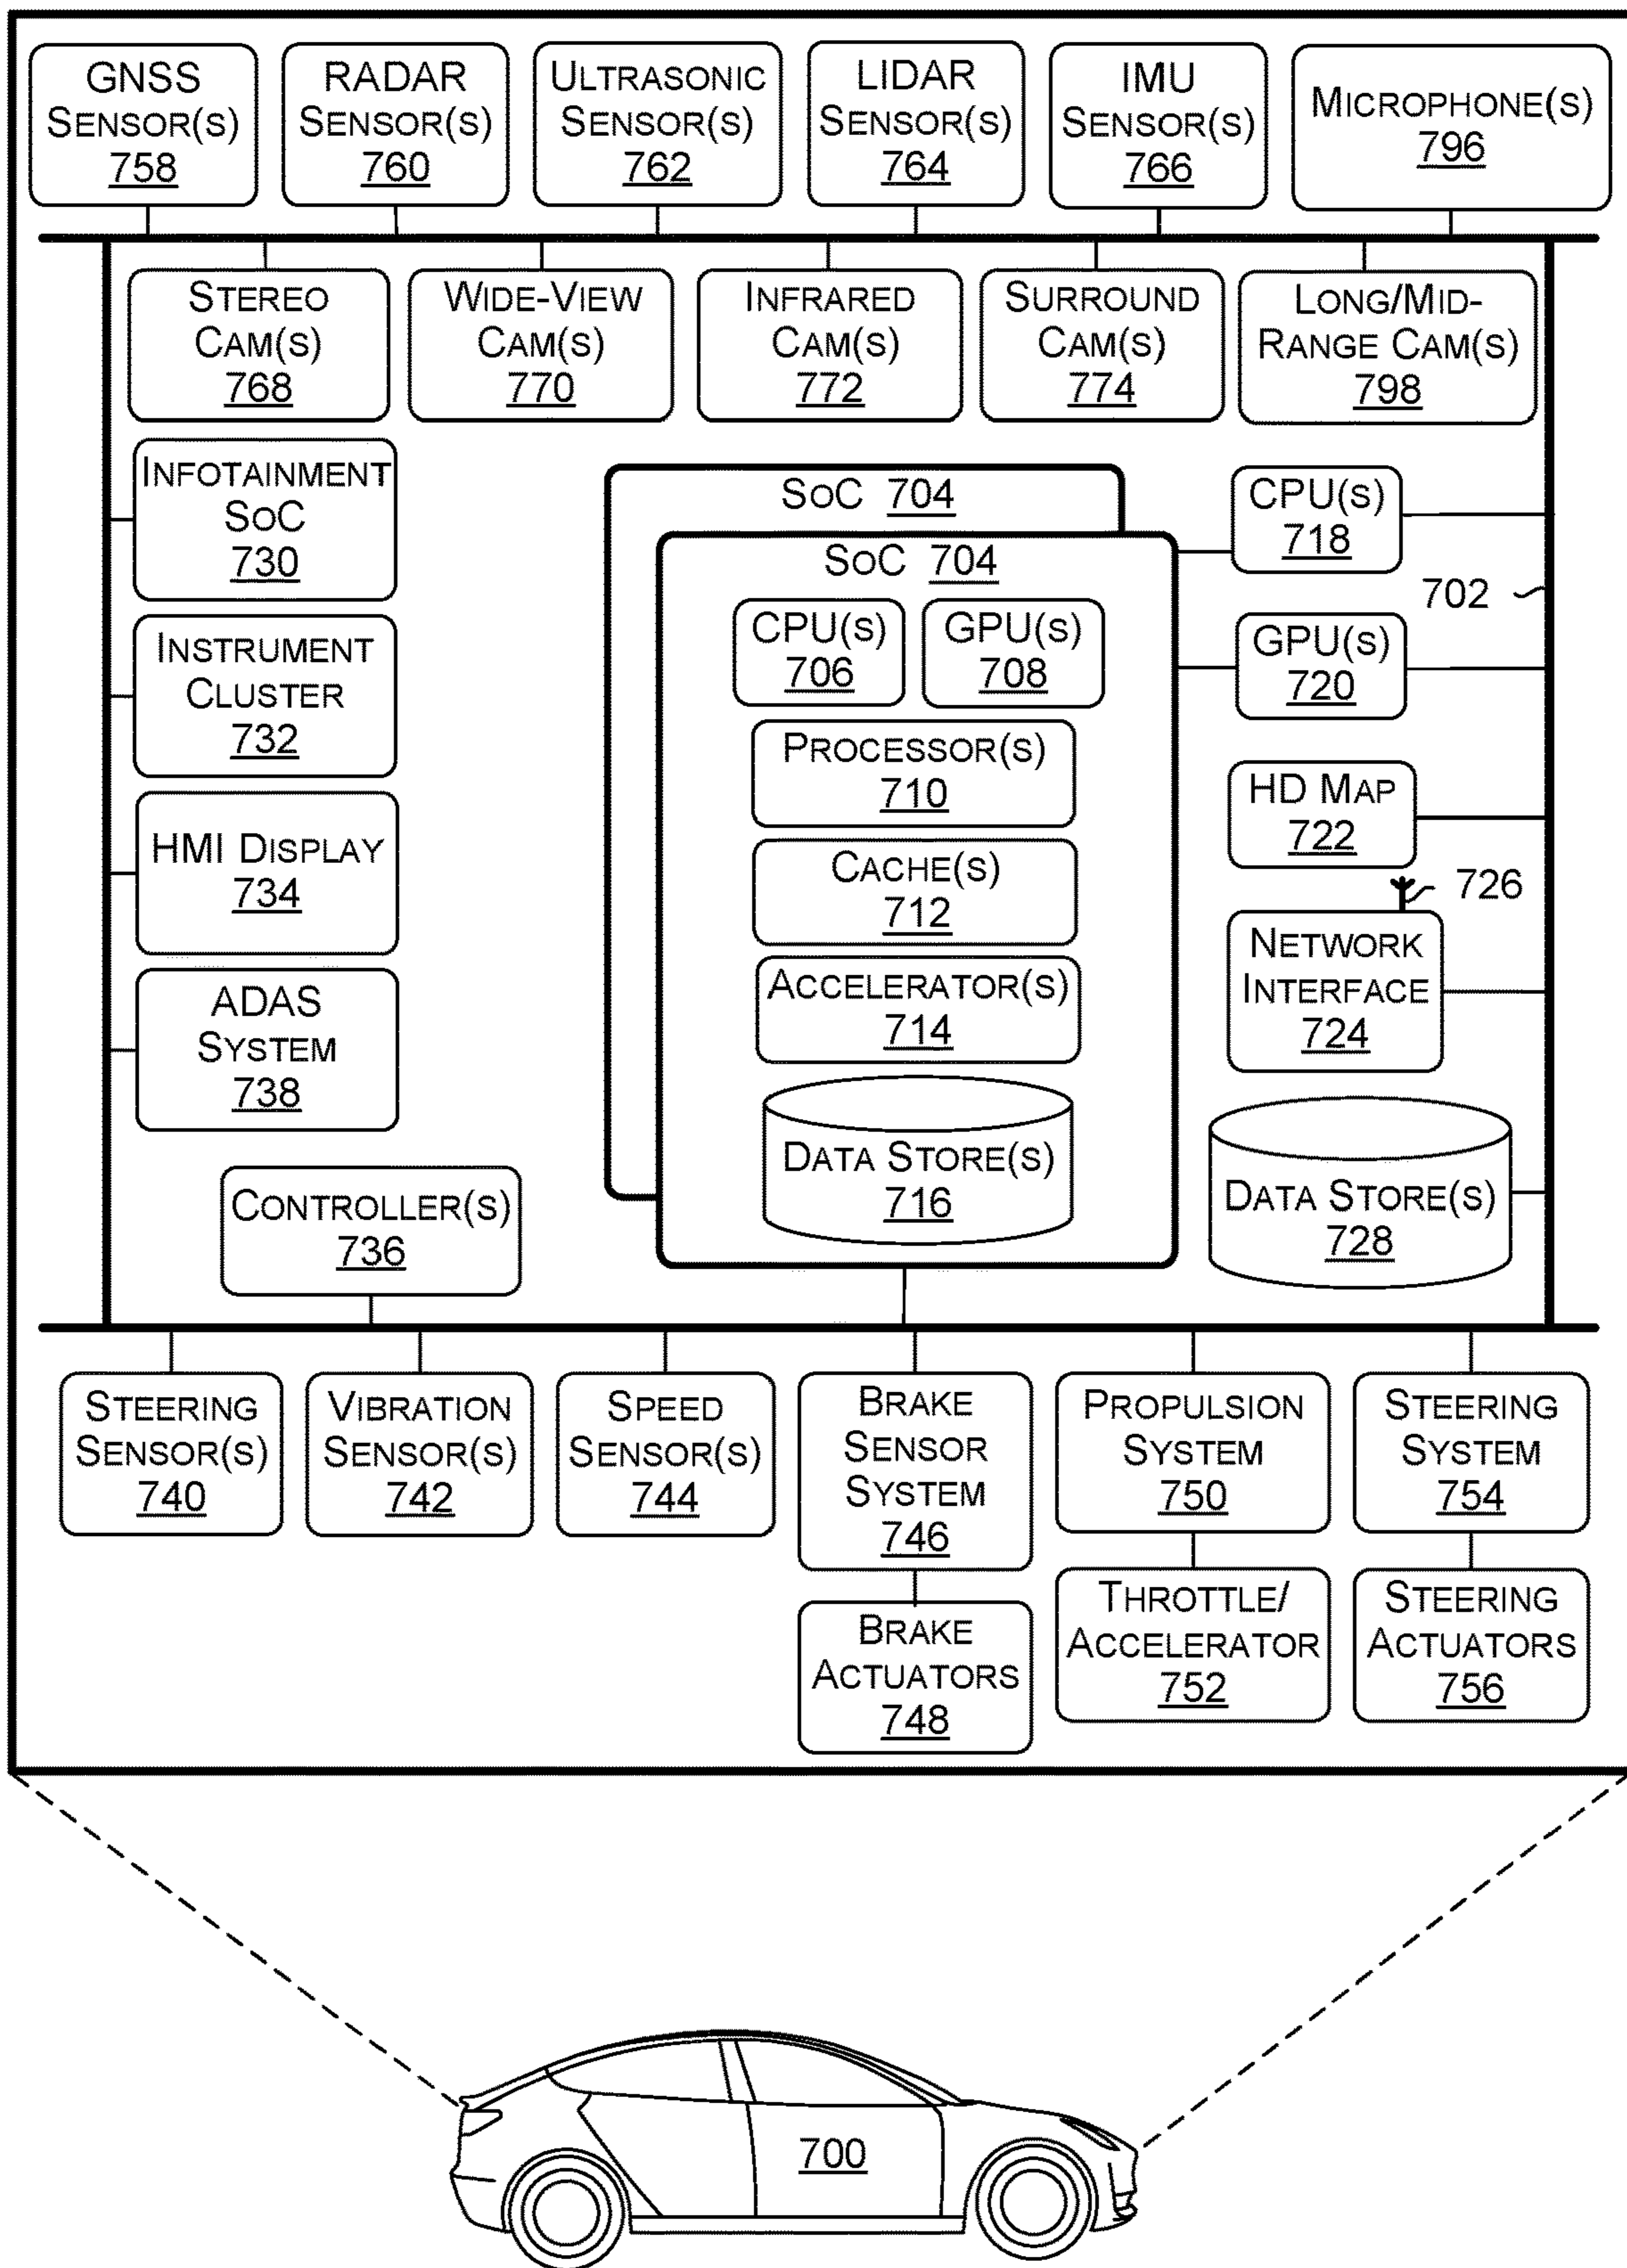 GNSS
SENSOR(S)
758
RADAR
SENSOR(S)
760
ULTRASONIC
SENSOR(S)
762
LIDAR
SENSOR(S)
764
IMU
SENSOR(S)
766
MICROPHONE(S)
796
STEREO
CAM(S)
768
WIDE-VIEW
CAM(S)
770
INFRARED
CAM(S)
772
SURROUND
CAM(S)
774
LONG/MID-
RANGE CAM(S)
798
INFOTAINMENT
SOC
730
INSTRUMENT
CLUSTER
732
HMI DISPLAY
734
ADAS
SYSTEM
738
CONTROLLER(S)
736
SOC 704
SOC 704
CPU(S)
706
GPU(S)
708
PROCESSOR(S)
710
CACHE(S)
712
ACCELERATOR(S)
714
DATA STORE(S)
716
CPU(S)
718
702
GPU(S)
720
HD MAP
722
726
NETWORK
INTERFACE
724
DATA STORE(S)
728
STEERING
SENSOR(S)
740
VIBRATION
SENSOR(S)
742
SPEED
SENSOR(S)
744
BRAKE
SENSOR
SYSTEM
746
PROPULSION
SYSTEM
750
STEERING
SYSTEM
754
BRAKE
ACTUATORS
748
THROTTLE/
ACCELERATOR
752
STEERING
ACTUATORS
756
700